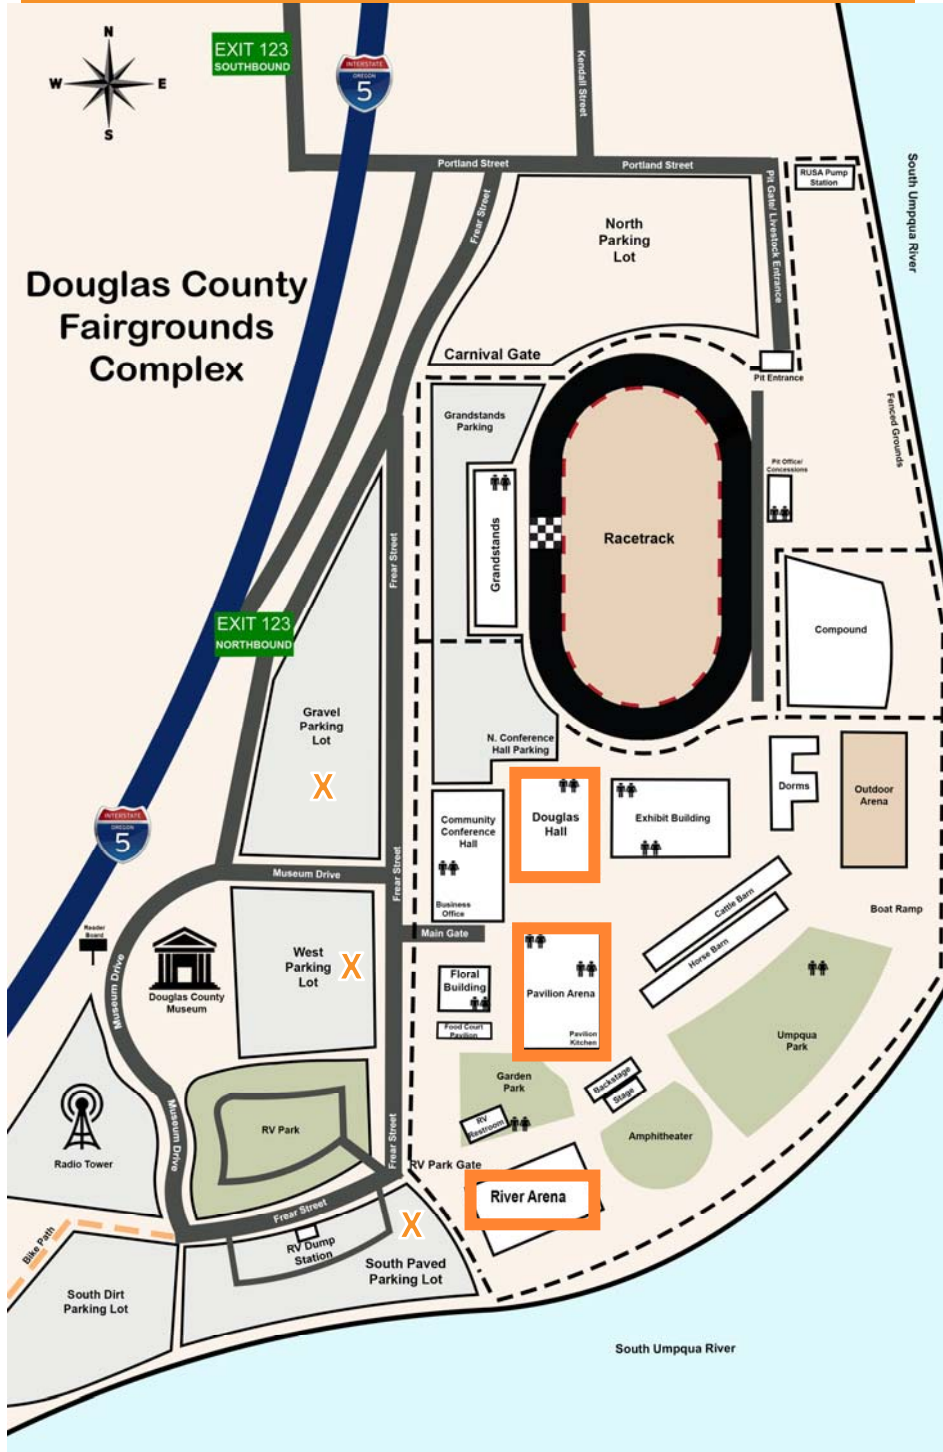 N
W
E
S
EXIT 123
SOUTHBOUND
INTERSTATE
OREGON
5
Kendall Street
Portland Street
Portland Street
Frear Street
Pit Gate/ Livestock Entrance
RUSA Pump
Station
South Umpqua River
North
Parking
Lot
Douglas County
Fairgrounds
Complex
Carnival Gate
Pit Entrance
Fenced Grounds
Grandstands
Parking
Grandstands
Racetrack
Pit Office/
Concessions
Frear Street
EXIT 123
NORTHBOUND
Compound
Gravel
Parking
Lot
X
N. Conference
Hall Parking
INTERSTATE
OREGON
5
Community
Conference
Hall
Business
Office
Douglas
Hall
Exhibit Building
Dorms
Outdoor
Arena
Museum Drive
Frear Street
Cattle Barn
Horse Barn
Boat Ramp
Main Gate
Reader
Board
Museum Drive
Douglas County
Museum
West
Parking
Lot
X
Floral
Building
Food Court
Pavilion
Pavilion Arena
Pavilion
Kitchen
Umpqua
Park
Garden
Park
Backstage
Stage
RV
Restroom
Amphitheater
RV Park
Radio Tower
Museum Drive
Frear Street
RV Park Gate
River Arena
Frear Street
X
Bike Path
RV Dump
Station
South Paved
Parking Lot
South Dirt
Parking Lot
South Umpqua River